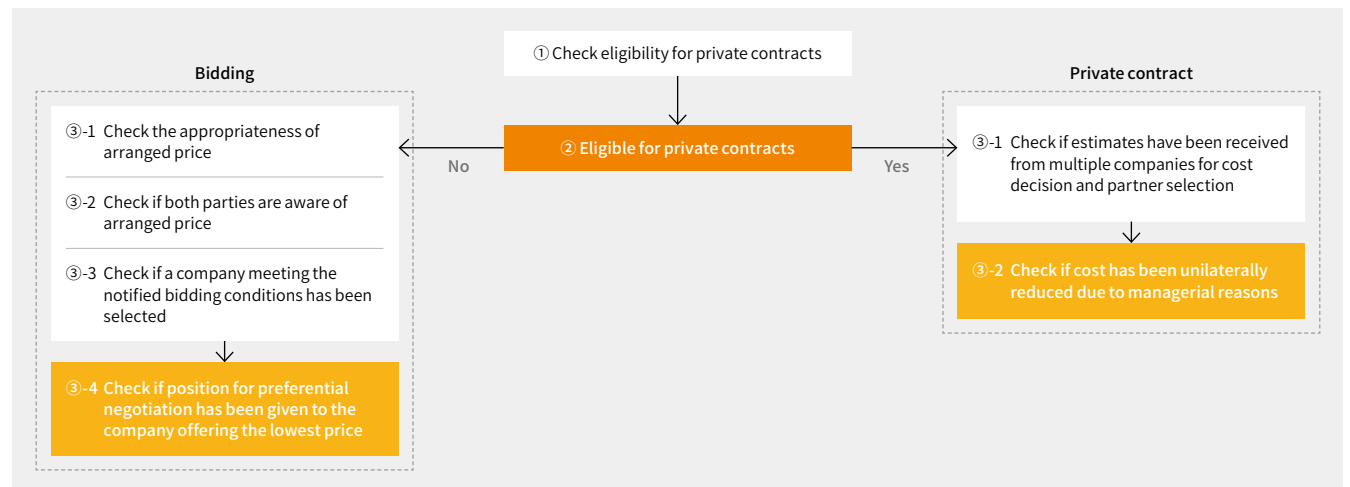 ① Check eligibility for private contracts
② Eligible for private contracts
No
Yes
Bidding
③-1 Check the appropriateness of
arranged price
③-2 Check if both parties are aware of
arranged price
③-3 Check if a company meeting the
notified bidding conditions has been
selected
③-4 Check if position for preferential
negotiation has been given to the
company offering the lowest price
Private contract
③-1 Check if estimates have been received
from multiple companies for cost
decision and partner selection
③-2 Check if cost has been unilaterally
reduced due to managerial reasons